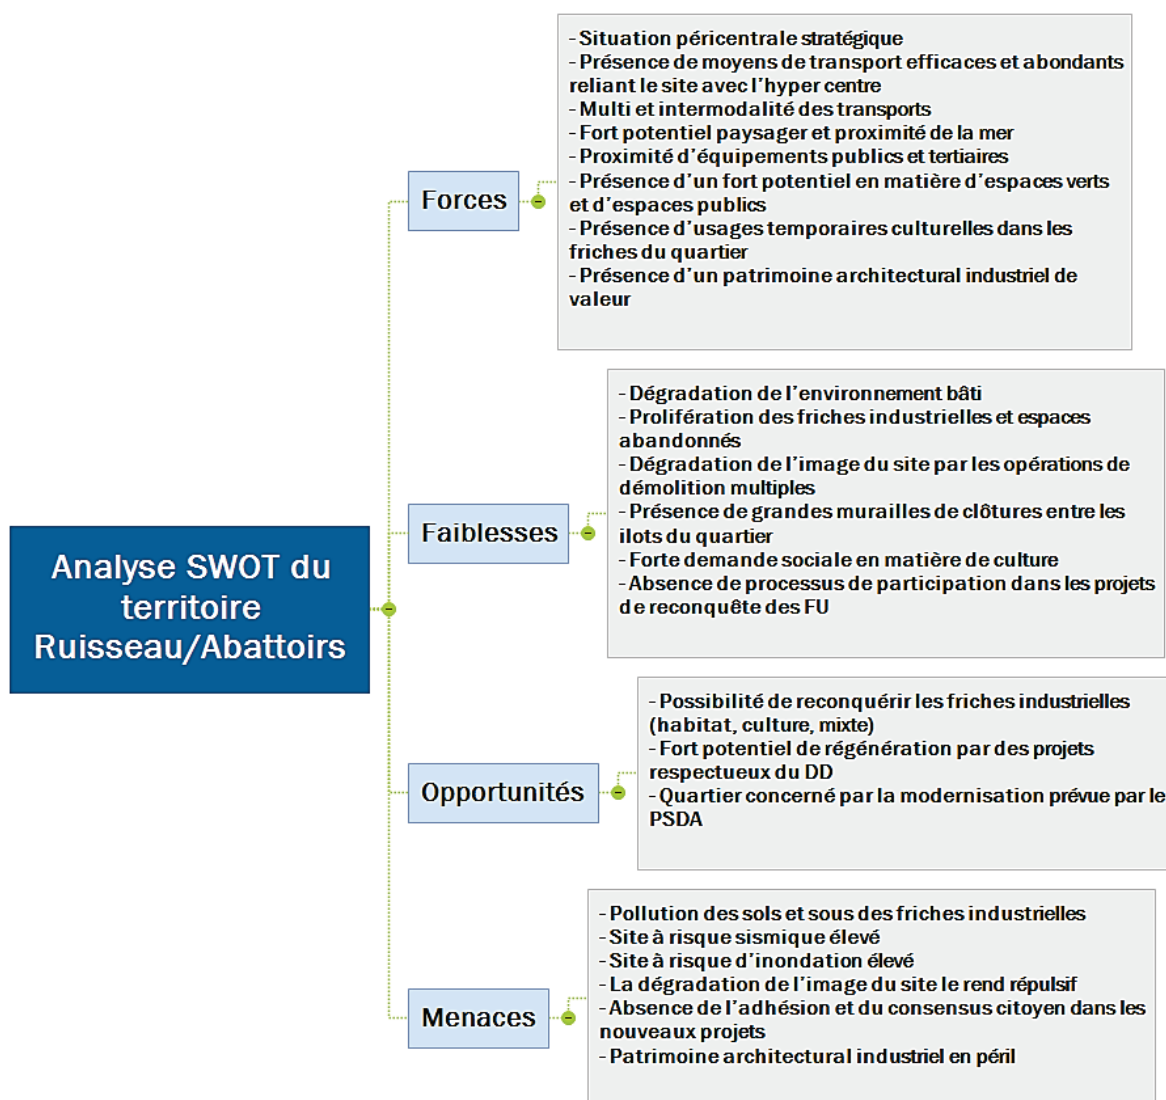 - Situation péricentrale stratégique
- Présence de moyens de transport efficaces et abondants
reliant le site avec l'hyper centre
- Multi et intermodalité des transports
- Fort potentiel paysager et proximité de la mer
- Proximité d'équipements publics et tertiaires
- Présence d'un fort potentiel en matière d'espaces verts
et d'espaces publics
- Présence d'usages temporaires culturelles dans les
friches du quartier
- Présence d'un patrimoine architectural industriel de
valeur
Forces
- Dégradation de l'environnement bâti
- Prolifération des friches industrielles et espaces
abandonnés
- Dégradation de l'image du site par les opérations de
démolition multiples
- Présence de grandes murailles de clôtures entre les
ilots du quartier
- Forte demande sociale en matière de culture
- Absence de processus de participation dans les projets
de reconquête des FU
Faiblesses
Analyse SWOT du
territoire
Ruisseau/Abattoirs
- Possibilité de reconquérir les friches industrielles
(habitat, culture, mixte)
- Fort potentiel de régénération par des projets
respectueux du DD
- Quartier concerné par la modernisation prévue par le
PSDA
Opportunités
- Pollution des sols et sous des friches industrielles
- Site à risque sismique élevé
- Site à risque d'inondation élevé
- La dégradation de l'image du site le rend répulsif
- Absence de l'adhésion et du consensus citoyen dans les
nouveaux projets
- Patrimoine architectural industriel en péril
Menaces